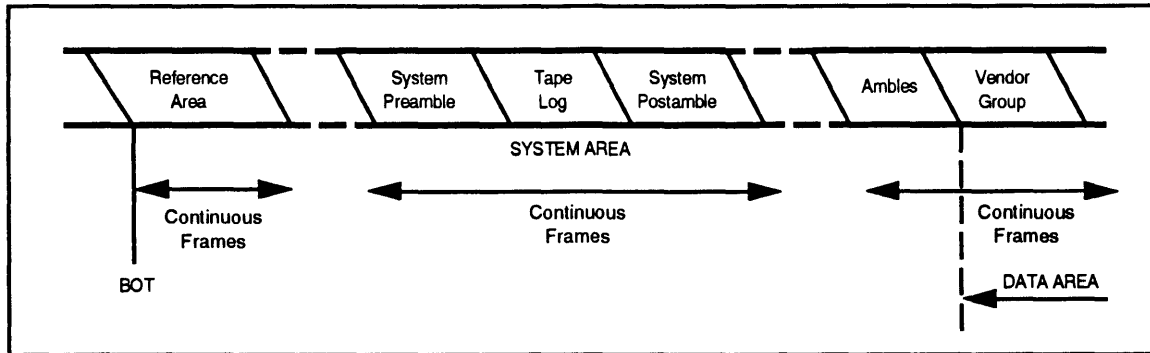 Reference
Area
System
Preamble
Tape
Log
System
Postamble
Ambles
Vendor
Group
SYSTEM AREA
Continuous
Frames
Continuous
Frames
Continuous
Frames
BOT
DATA AREA